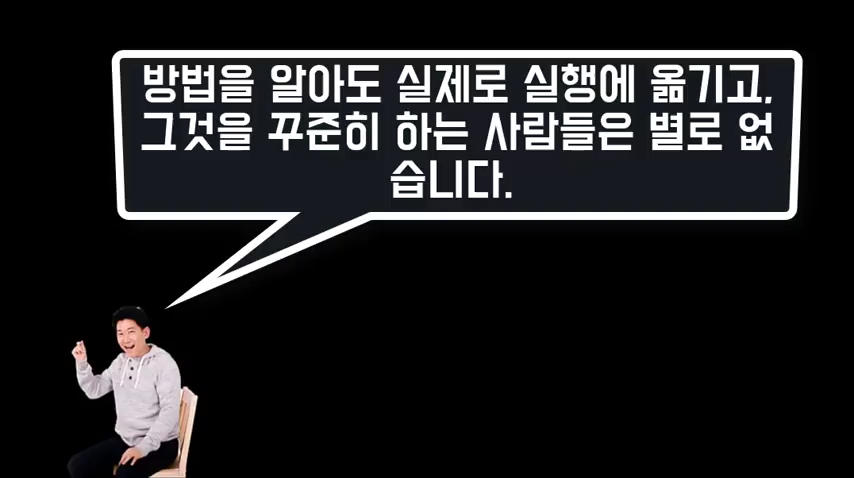 방법을 알아도 실제로 실행에 옮기고,
그것을 꾸준히 하는 사람들은 별로 없
습니다.